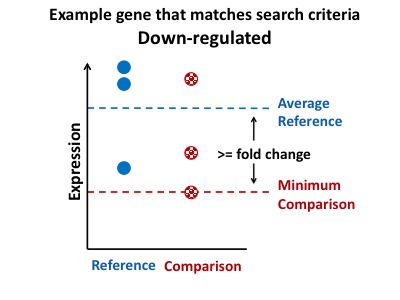 Example gene that matches search criteria
Down-regulated
Expression
Average
Reference
>= fold change
Minimum
Comparison
Reference Comparison